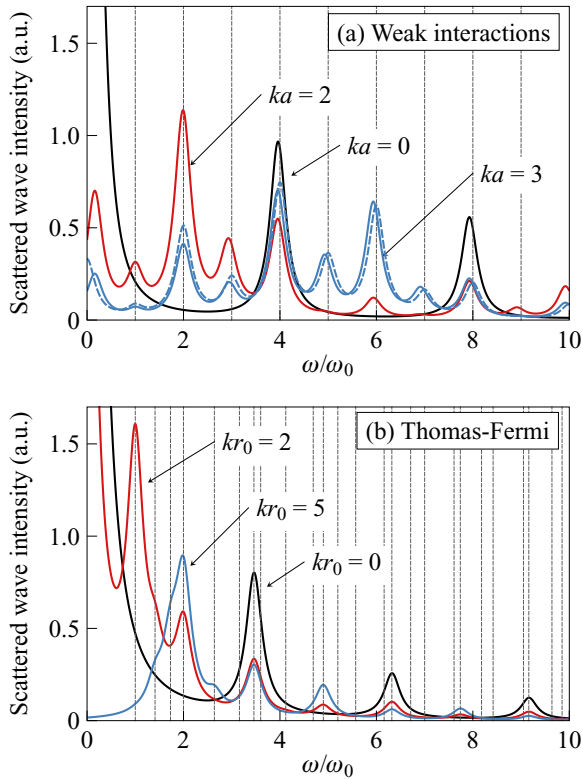 (a) Weak interactions
Scattered wave intensity (a.u.)
1.5
1.0
0.5
0
ka = 2
ka = 0
ka = 3
0 2 4 6 8 10
ω/ω₀
(b) Thomas-Fermi
Scattered wave intensity (a.u.)
1.5
1.0
0.5
0
kr₀ = 2
kr₀ = 5
kr₀ = 0
0 2 4 6 8 10
ω/ω₀